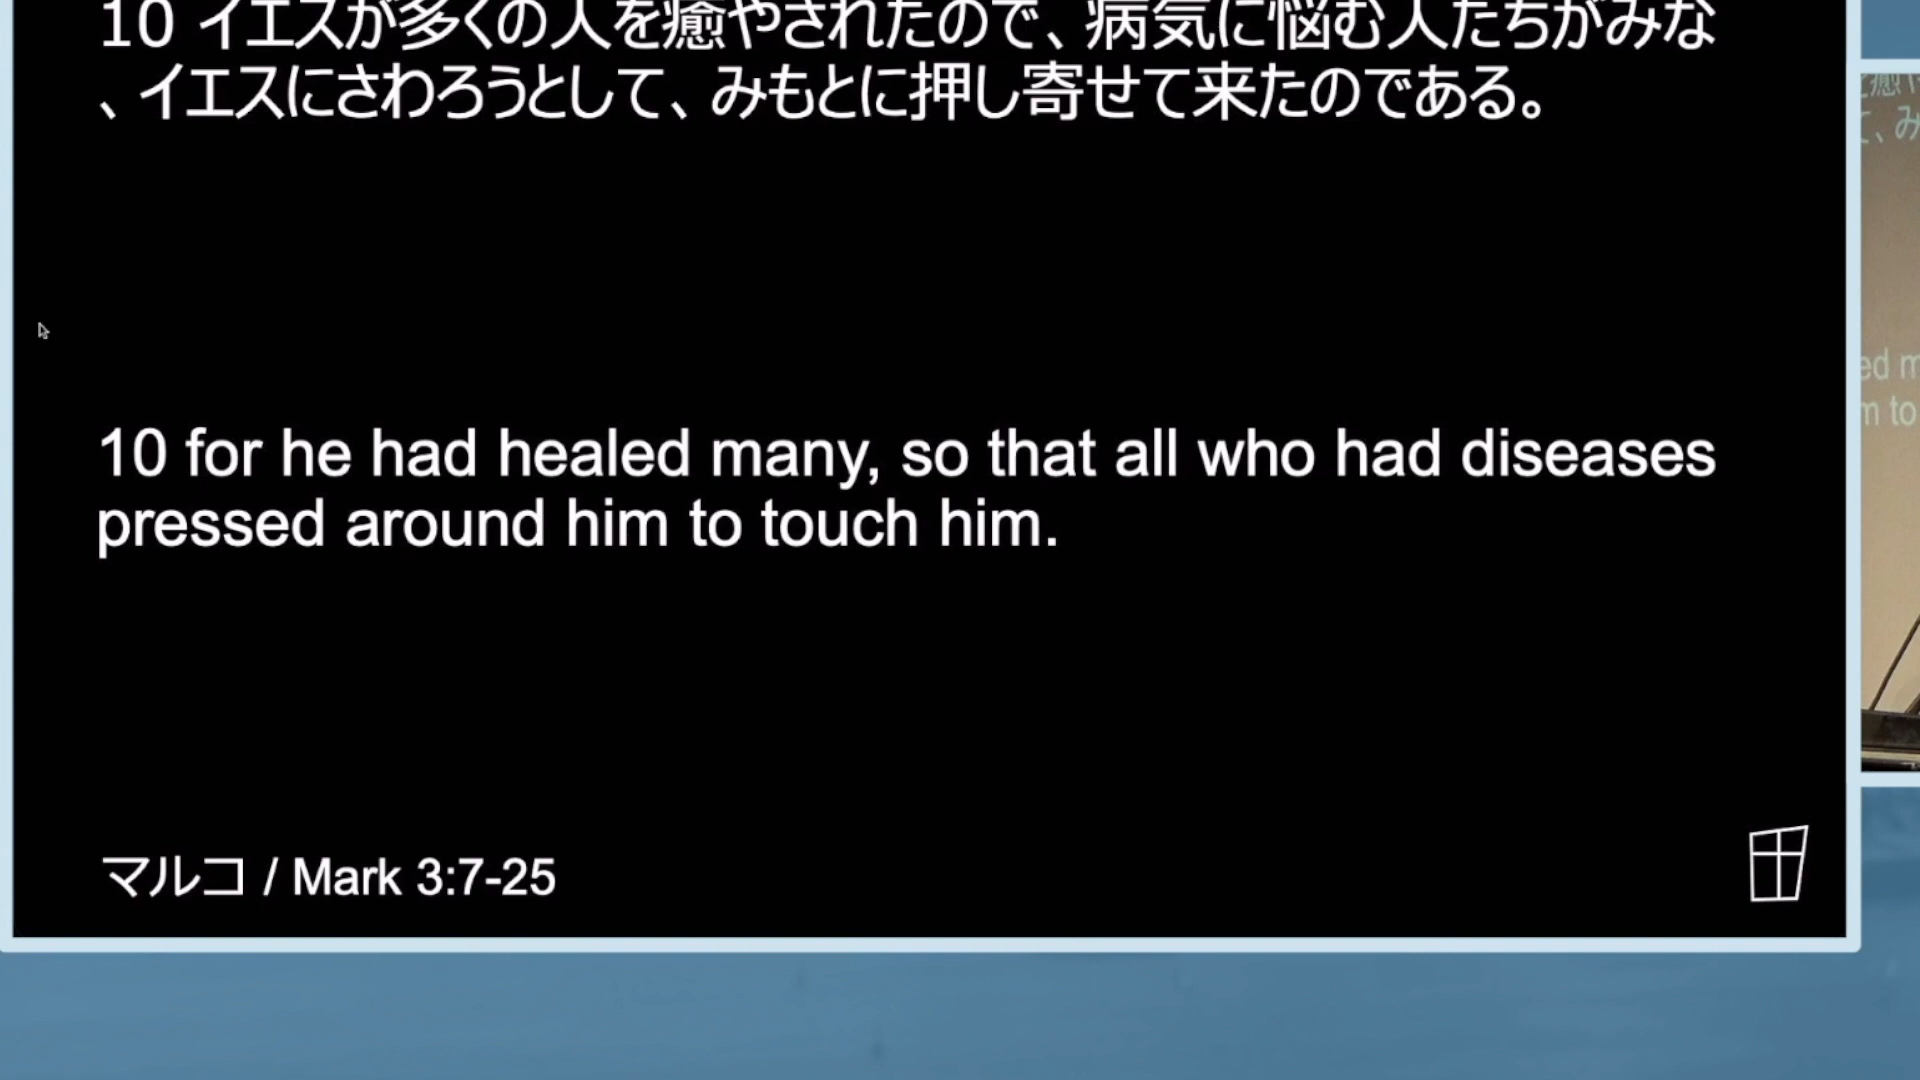 10 イエスが多くの人を癒やされたので、病気に悩む人たちがみな
、イエスにさわろうとして、みもとに押し寄せて来たのである。
10 for he had healed many, so that all who had diseases
pressed around him to touch him.
マルコ / Mark 3:7-25
ed m
m to